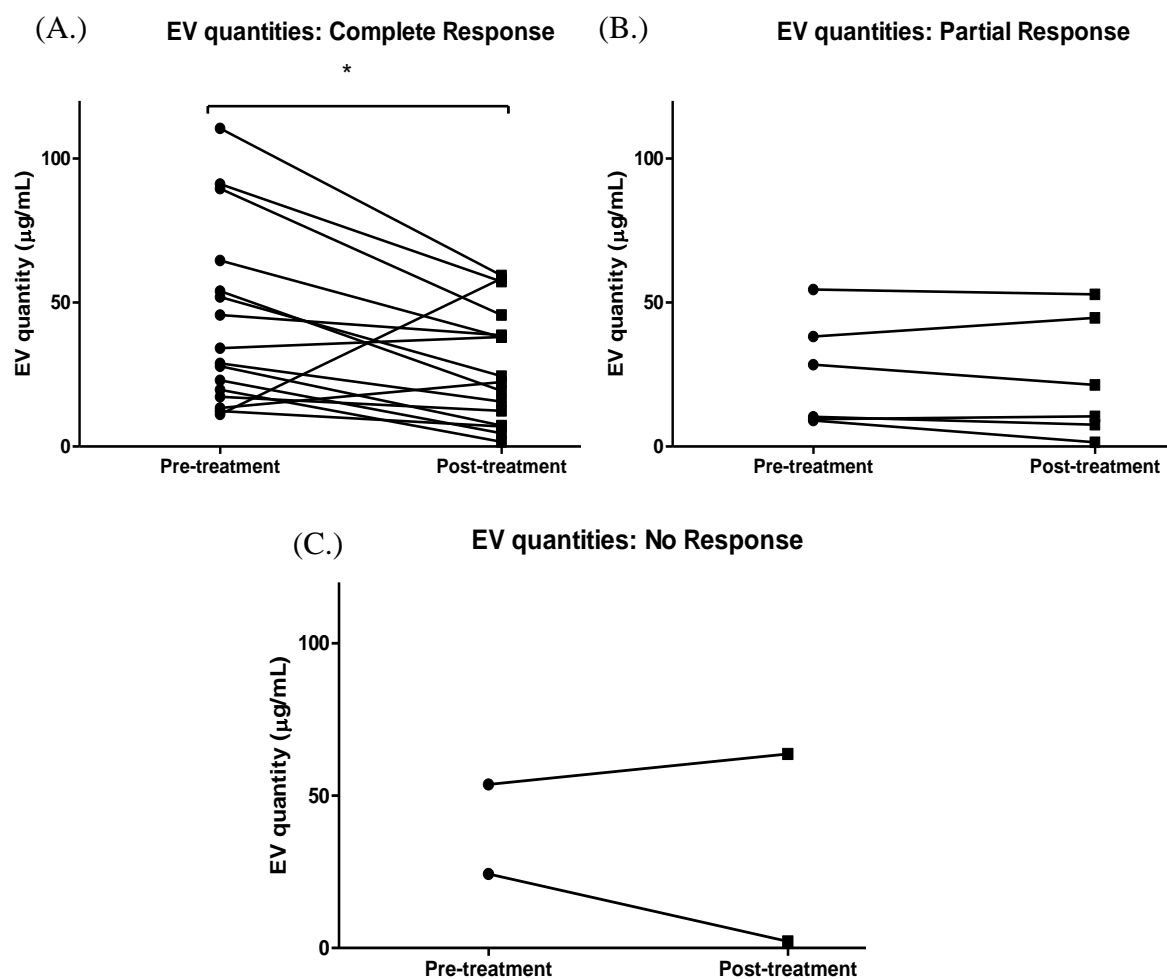 (A.) EV quantities: Complete Response
*
EV quantity (μg/mL)
100
50
0
Pre-treatment Post-treatment
(B.) EV quantities: Partial Response
EV quantity (μg/mL)
100
50
0
Pre-treatment Post-treatment
(C.) EV quantities: No Response
EV quantity (μg/mL)
100
50
0
Pre-treatment Post-treatment